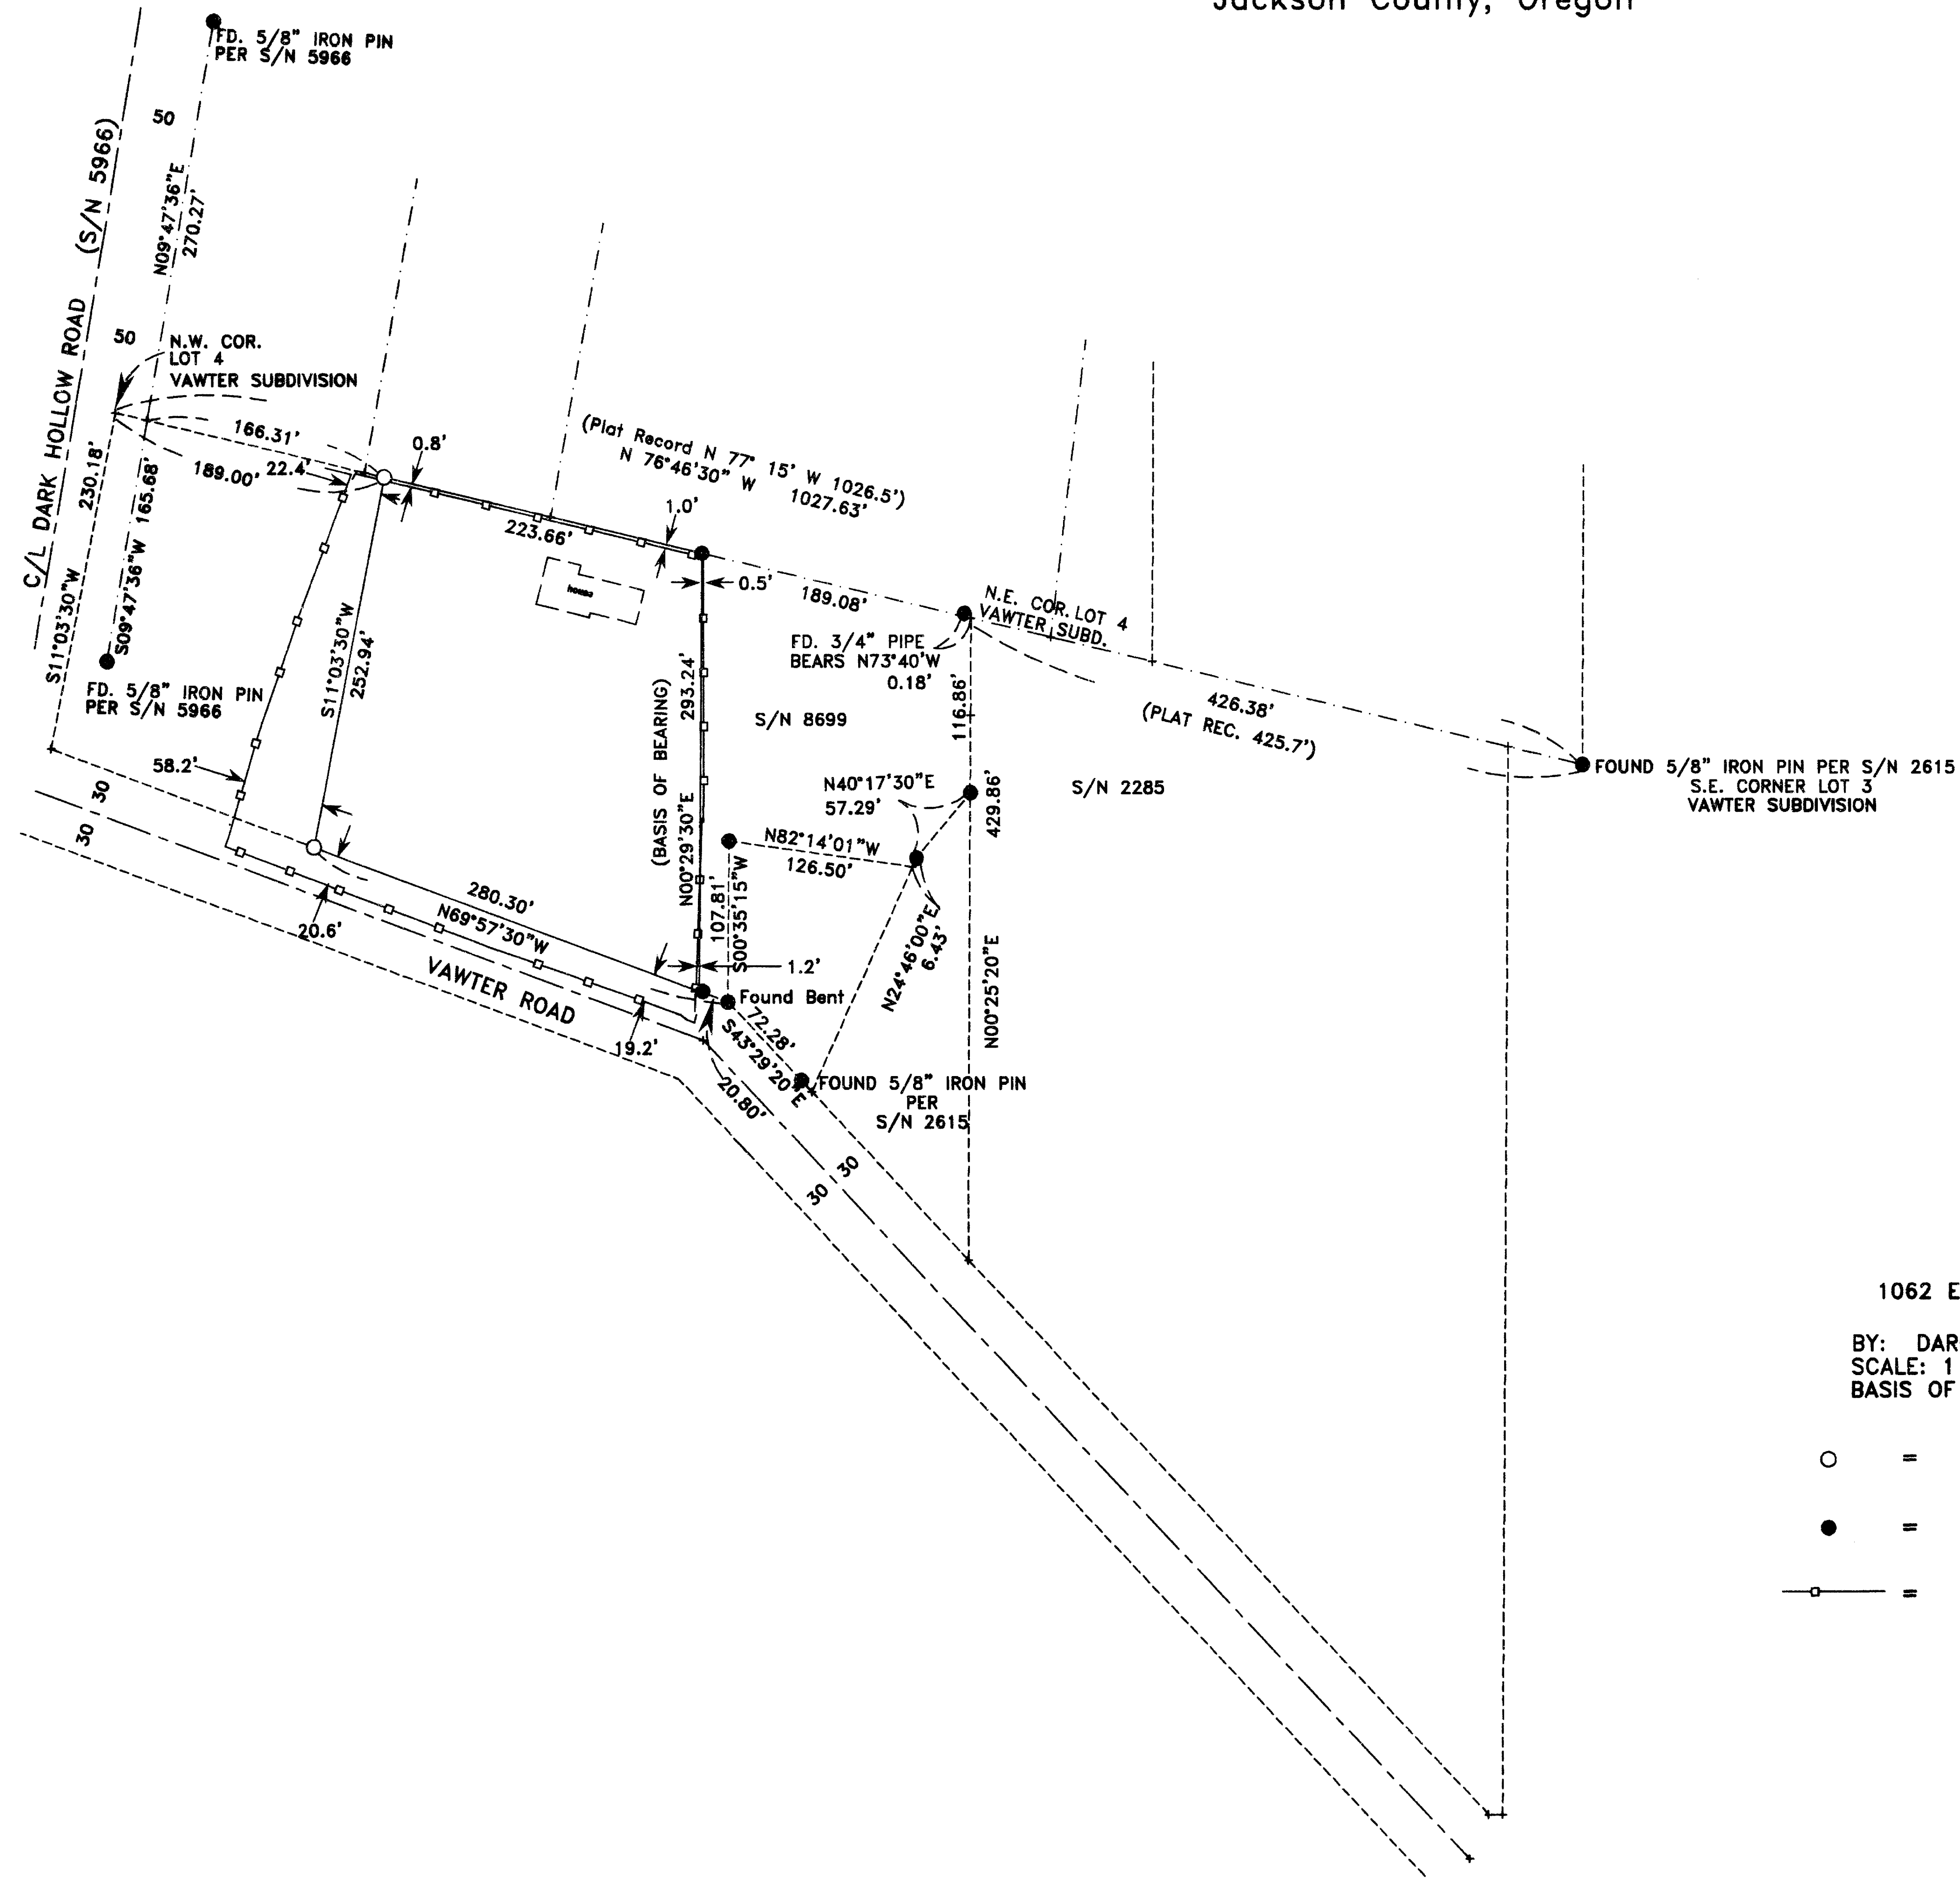 Jackson County, Oregon
FD. 5/8" IRON PIN
PER S/N 5966
50
C/L DARK HOLLOW ROAD (S/N 5966)
N09°47'36"E
270.27'
50
N.W. COR.
LOT 4
VAWTER SUBDIVISION
166.31'
189.00'
22.4'
0.8'
(Plat Record N 77° 15' W 1026.5')
N 76°46'30" W 1027.63'
223.66'
1.0'
house
0.5'
189.08'
N.E. COR. LOT 4
VAWTER SUBD.
FD. 3/4" PIPE
BEARS N73°40'W
0.18'
S11°03'30"W 230.18'
S09°47'36"W 165.68'
FD. 5/8" IRON PIN
PER S/N 5966
S11°03'30"W
252.94'
(BASIS OF BEARING)
N00°29'30"E 293.24'
S/N 8699
116.86'
426.38'
(PLAT REC. 425.7')
FOUND 5/8" IRON PIN PER S/N 2615
S.E. CORNER LOT 3
VAWTER SUBDIVISION
S/N 2285
58.2'
30
30
N40°17'30"E
57.29'
429.86'
N82°14'01"W
126.50'
107.81'
S00°35'15"W
280.30'
N69°57'30"W
20.6'
VAWTER ROAD
1.2'
N24°46'00"E
6.43'
N00°25'20"E
Found Bent
72.28'
S43°29'20"E
19.2'
20.80'
FOUND 5/8" IRON PIN
PER
S/N 2615
30
30
1062 E
BY: DAR
SCALE: 1
BASIS OF
=
=
=